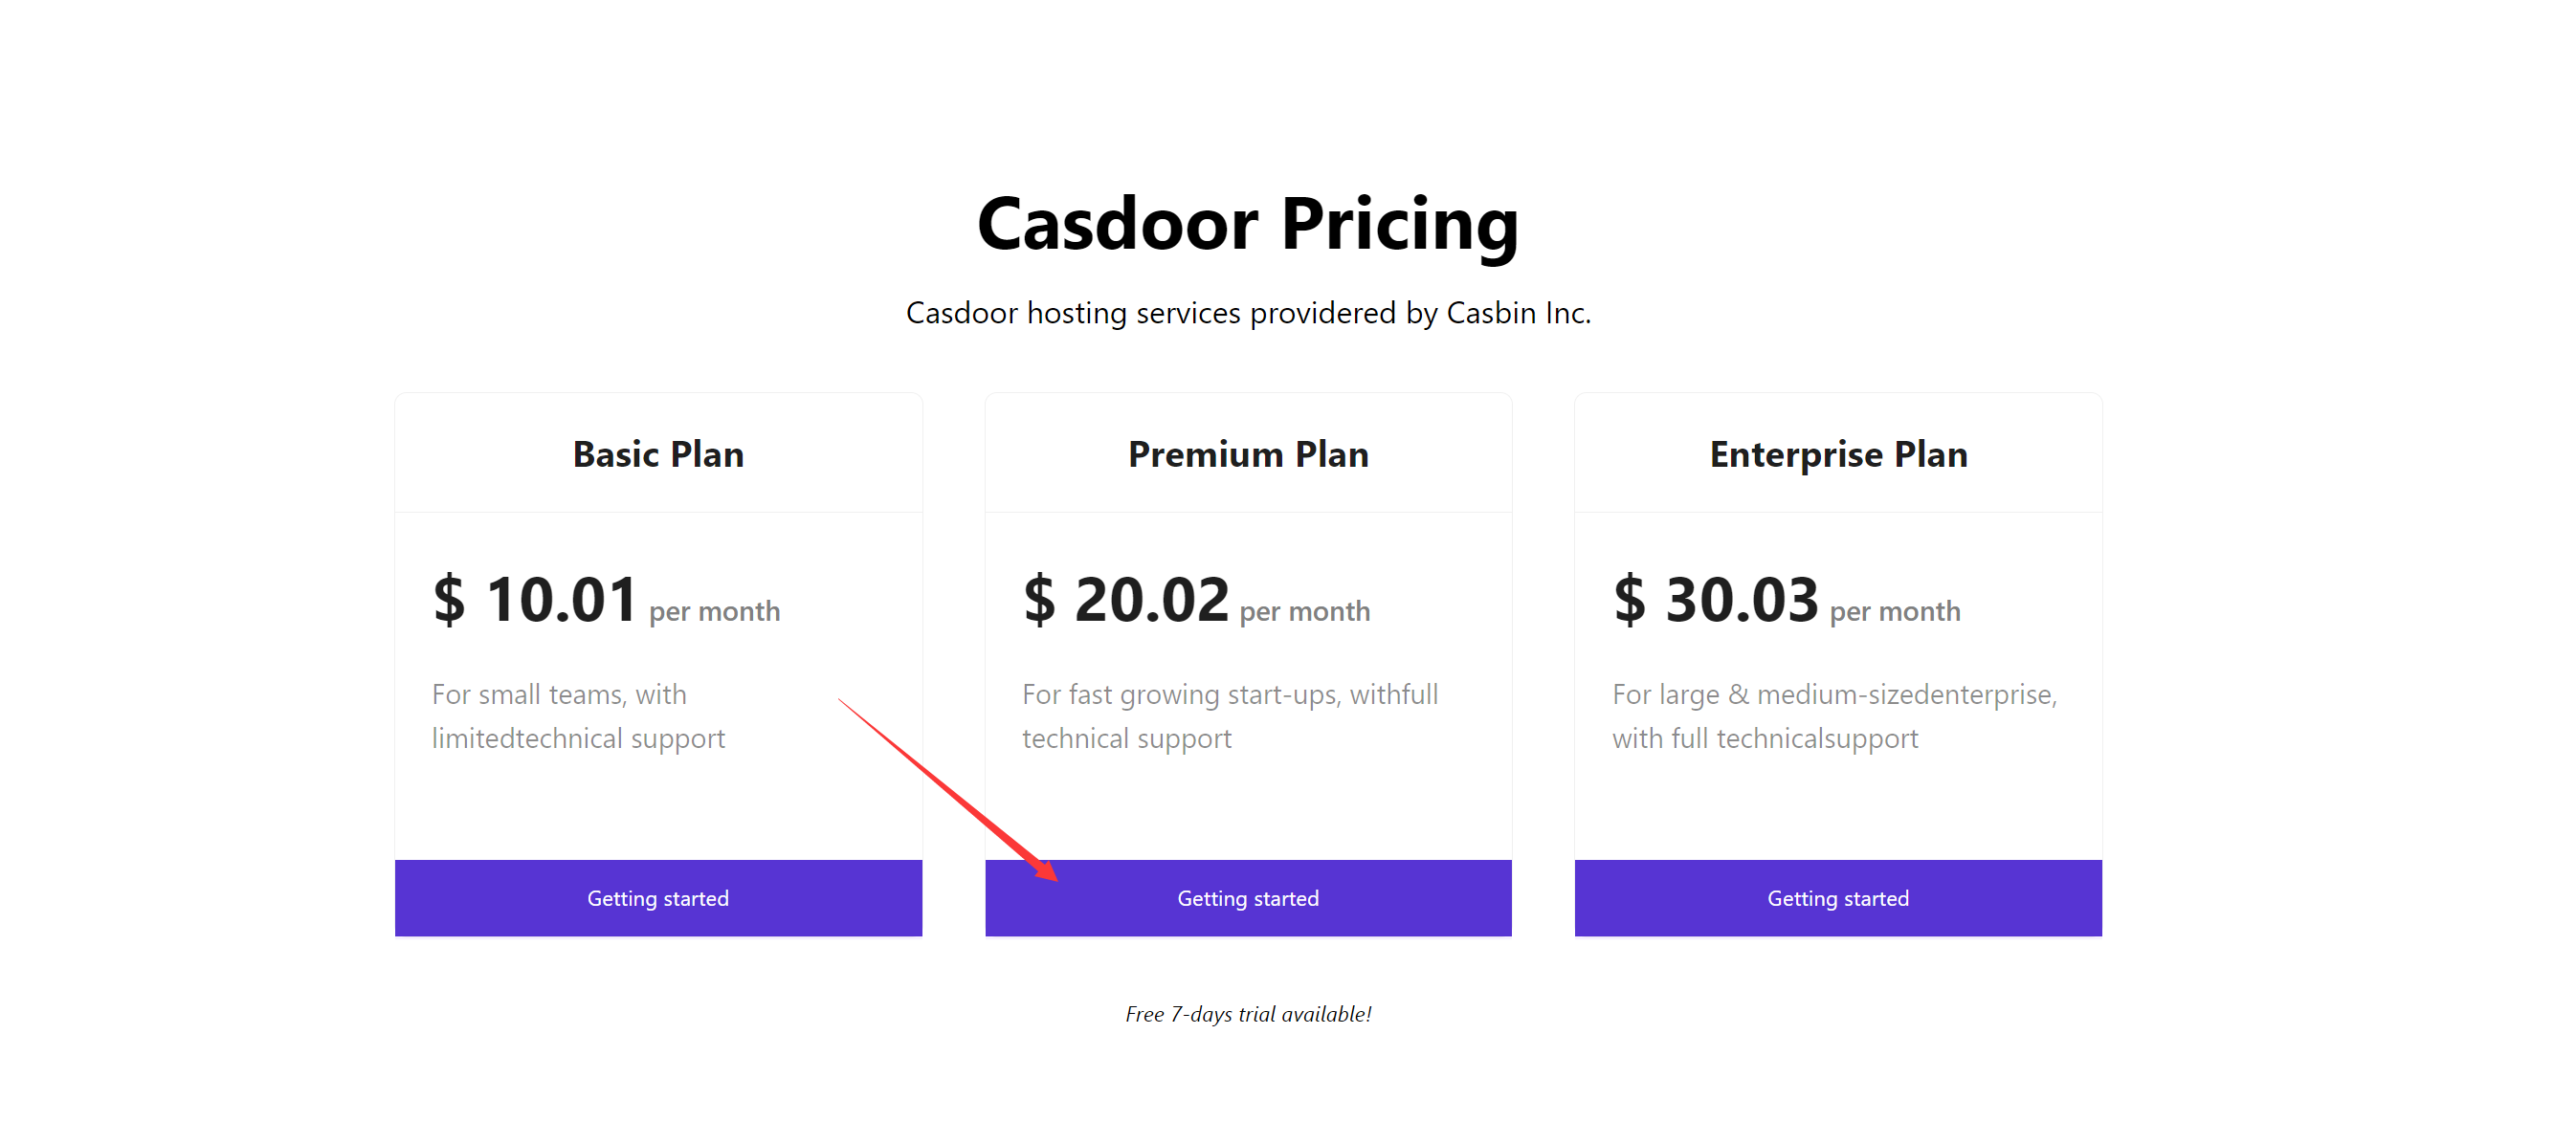 Casdoor Pricing
Casdoor hosting services providered by Casbin Inc.
Basic Plan
$ 10.01 per month
For small teams, with
limitedtechnical support
Getting started
Premium Plan
$ 20.02 per month
For fast growing start-ups, withfull
technical support
Getting started
Enterprise Plan
$ 30.03 per month
For large & medium-sizedenterprise,
with full technicalsupport
Getting started
Free 7-days trial available!